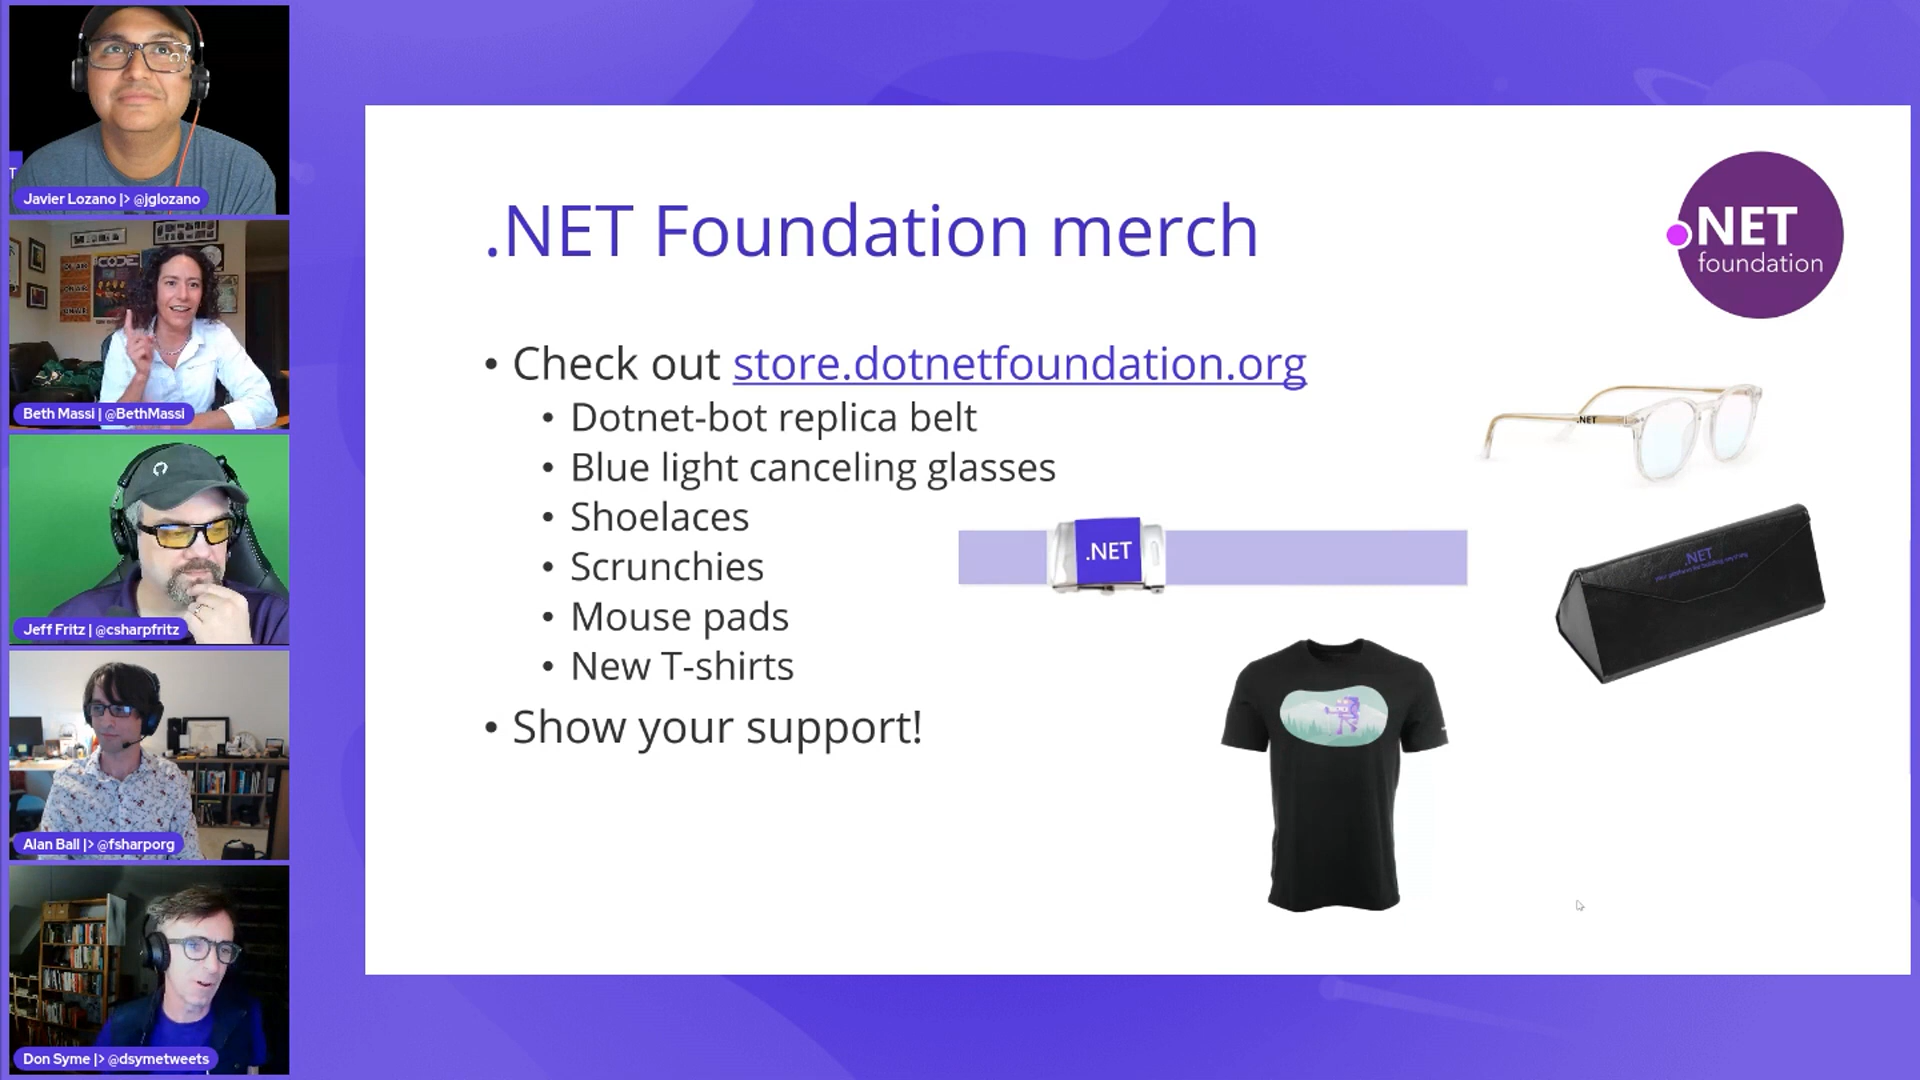 Javier Lozano |> @jglozano
Beth Massi | @BethMassi
Jeff Fritz | @csharpfritz
Alan Ball |> @fsharporg
Don Syme |> @dsymetweets
.NET Foundation merch
.NET
foundation
• Check out store.dotnetfoundation.org
• Dotnet-bot replica belt
• Blue light canceling glasses
• Shoelaces
• Scrunchies
• Mouse pads
• New T-shirts
• Show your support!
.NET
.NET
.NET